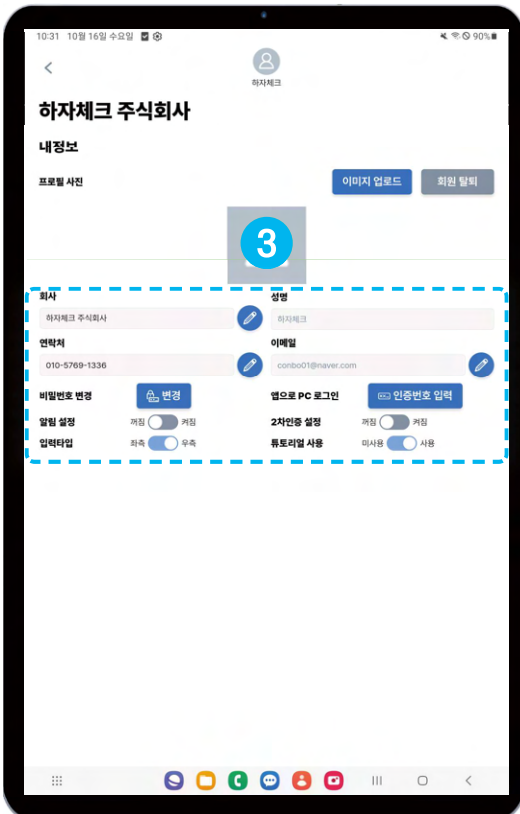 10:31 10월 16일 수요일 90%
하자체크
하자체크 주식회사
내정보
프로필 사진 이미지 업로드 회원 탈퇴
3
회사 성명
하자체크 주식회사 하자체크
연락처 이메일
010-5769-1336 conbo01@naver.com
비밀번호 변경 변경 앱으로 PC 로그인 인증번호 입력
알림 설정 꺼짐 켜짐 2차인증 설정 꺼짐 켜짐
입력타입 좌측 우측 튜토리얼 사용 미사용 사용